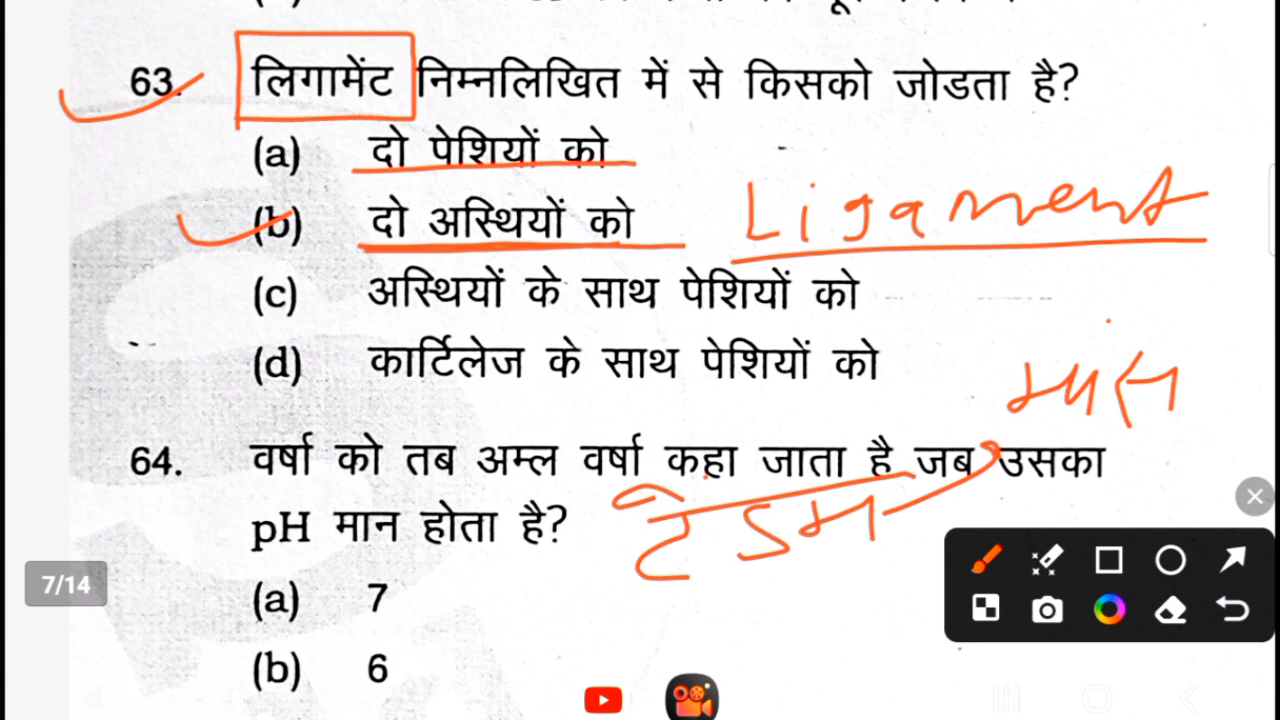 63. लिगामेंट निम्नलिखित में से किसको जोडता है?
(a) दो पेशियों को
(b) दो अस्थियों को Ligament
(c) अस्थियों के साथ पेशियों को
(d) कार्टिलेज के साथ पेशियों को
64. वर्षा को तब अम्ल वर्षा कहा जाता है जब उसका
pH मान होता है?
7/14
(a) 7
(b) 6